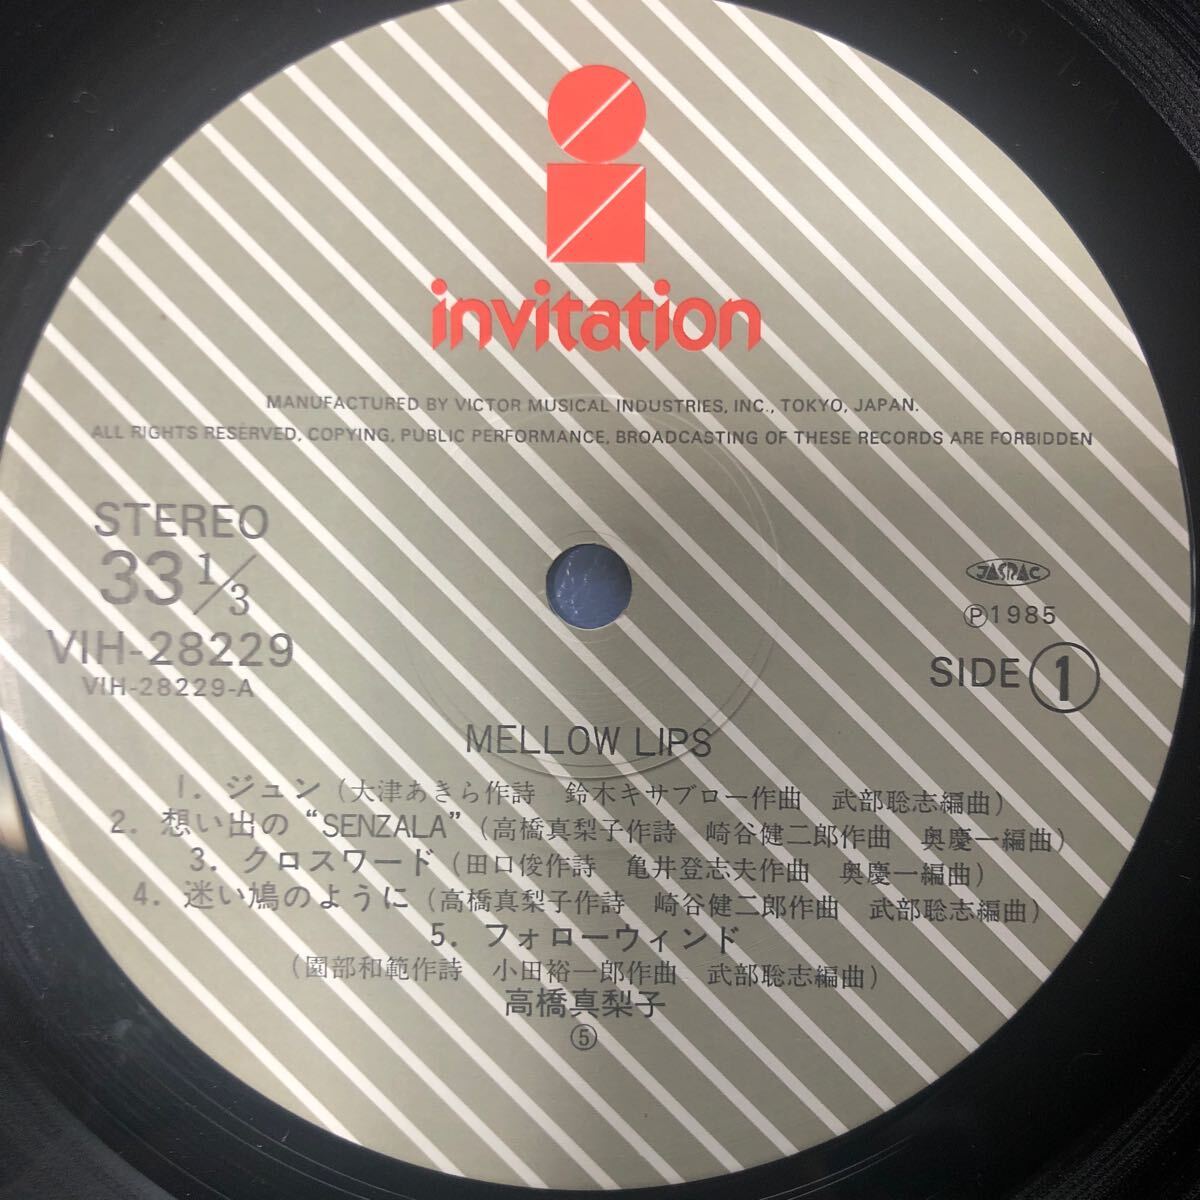 invitation
MANUFACTURED BY VICTOR MUSICAL INDUSTRIES, INC., TOKYO, JAPAN.
ALL RIGHTS RESERVED, COPYING, PUBLIC PERFORMANCE, BROADCASTING OF THESE RECORDS ARE FORBIDDEN
STEREO
33 1/3
VIH-28229
VIH-28229-A
JASRAC
Ⓟ1985
SIDE ①
MELLOW LIPS
1. ジュン (大津あきら作詩 鈴木キサブロー作曲 武部聡志編曲)
2. 想い出の “SENZALA” (高橋真梨子作詩 崎谷健二郎作曲 奥慶一編曲)
3. クロスワード (田口俊作詩 亀井登志夫作曲 奥慶一編曲)
4. 迷い鳩のように (高橋真梨子作詩 崎谷健二郎作曲 武部聡志編曲)
5. フォローウィンド
(園部和範作詩 小田裕一郎作曲 武部聡志編曲)
高橋真梨子
⑤